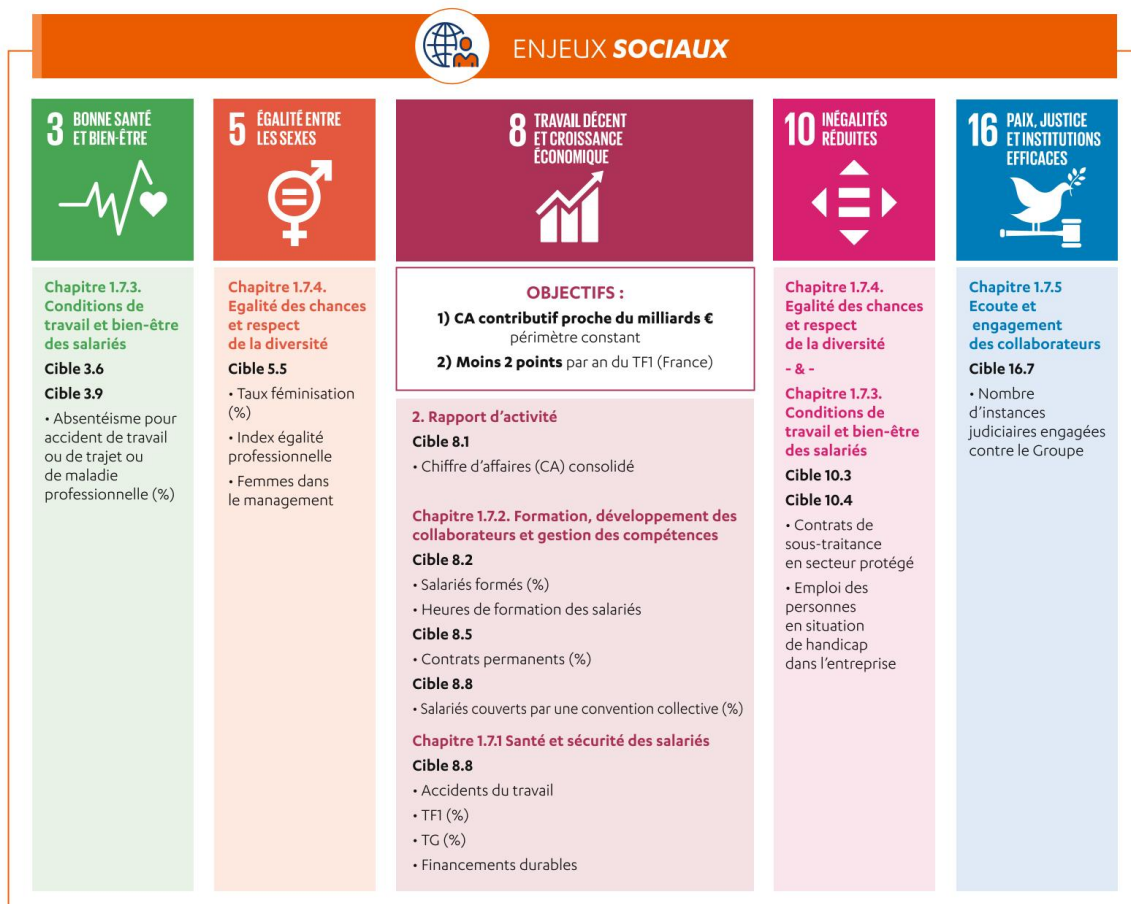 ENJEUX SOCIAUX
3 BONNE SANTÉ
ET BIEN-ÊTRE
Chapitre 1.7.3.
Conditions de
travail et bien-être
des salariés
Cible 3.6
Cible 3.9
• Absentéisme pour
accident de travail
ou de trajet ou
de maladie
professionnelle (%)
5 ÉGALITÉ ENTRE
LES SEXES
Chapitre 1.7.4.
Egalité des chances
et respect
de la diversité
Cible 5.5
• Taux féminisation
(%)
• Index égalité
professionnelle
• Femmes dans
le management
8 TRAVAIL DÉCENT
ET CROISSANCE
ÉCONOMIQUE
OBJECTIFS :
1) CA contributif proche du milliards €
périmètre constant
2) Moins 2 points par an du TF1 (France)
2. Rapport d'activité
Cible 8.1
• Chiffre d'affaires (CA) consolidé
Chapitre 1.7.2. Formation, développement des
collaborateurs et gestion des compétences
Cible 8.2
• Salariés formés (%)
• Heures de formation des salariés
Cible 8.5
• Contrats permanents (%)
Cible 8.8
• Salariés couverts par une convention collective (%)
Chapitre 1.7.1 Santé et sécurité des salariés
Cible 8.8
• Accidents du travail
• TF1 (%)
• TG (%)
• Financements durables
10 INÉGALITÉS
RÉDUITES
Chapitre 1.7.4.
Egalité des chances
et respect
de la diversité
- & -
Chapitre 1.7.3.
Conditions de
travail et bien-être
des salariés
Cible 10.3
Cible 10.4
• Contrats de
sous-traitance
en secteur protégé
• Emploi des
personnes
en situation
de handicap
dans l'entreprise
16 PAIX, JUSTICE
ET INSTITUTIONS
EFFICACES
Chapitre 1.7.5
Ecoute et
engagement
des collaborateurs
Cible 16.7
• Nombre
d'instances
judiciaires engagées
contre le Groupe